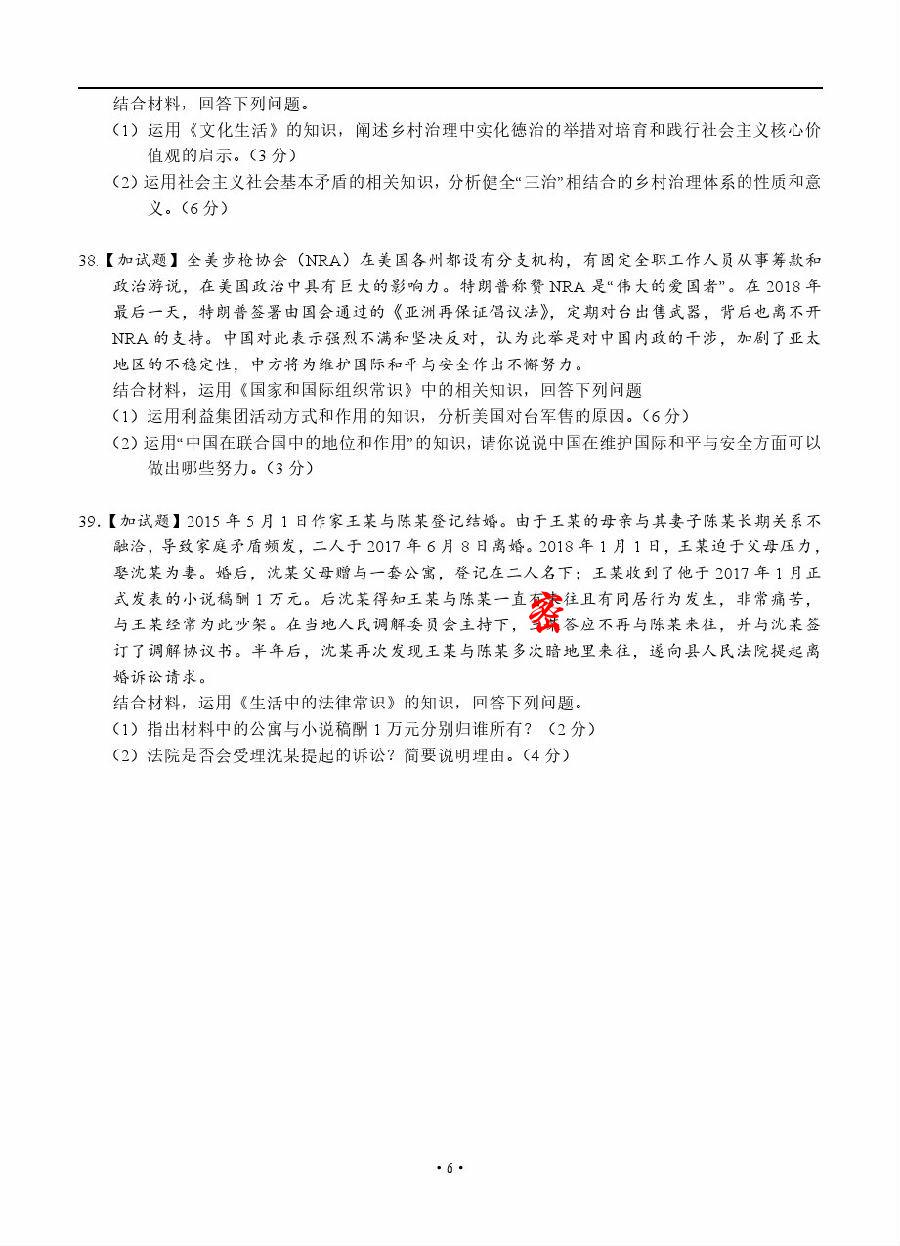 结合材料，回答下列问题。
（1）运用《文化生活》的知识，阐述乡村治理中实化德治的举措对培育和践行社会主义核心价
值观的启示。（3 分）
（2）运用社会主义社会基本矛盾的相关知识，分析健全“三治”相结合的乡村治理体系的性质和意
义。（6 分）
38.【加试题】全美步枪协会（NRA）在美国各州都设有分支机构，有固定全职工作人员从事筹款和
政治游说，在美国政治中具有巨大的影响力。特朗普称赞 NRA 是“伟大的爱国者”。在 2018 年
最后一天，特朗普签署由国会通过的《亚洲再保证倡议法》，定期对台出售武器，背后也离不开
NRA 的支持。中国对此表示强烈不满和坚决反对，认为此举是对中国内政的干涉，加剧了亚太
地区的不稳定性，中方将为维护国际和平与安全作出不懈努力。
结合材料，运用《国家和国际组织常识》中的相关知识，回答下列问题
（1）运用利益集团活动方式和作用的知识，分析美国对台军售的原因。（6 分）
（2）运用“中国在联合国中的地位和作用”的知识，请你说说中国在维护国际和平与安全方面可以
做出哪些努力。（3 分）
39.【加试题】2015 年 5 月 1 日作家王某与陈某登记结婚。由于王某的母亲与其妻子陈某长期关系不
融洽，导致家庭矛盾频发，二人于 2017 年 6 月 8 日离婚。2018 年 1 月 1 日，王某迫于父母压力，
娶沈某为妻。婚后，沈某父母赠与一套公寓，登记在二人名下；王某收到了他于 2017 年 1 月正
式发表的小说稿酬 1 万元。后沈某得知王某与陈某一直有来往且有同居行为发生，非常痛苦，
与王某经常为此吵架。在当地人民调解委员会主持下，王某答应不再与陈某来往，并与沈某签
订了调解协议书。半年后，沈某再次发现王某与陈某多次暗地里来往，遂向县人民法院提起离
婚诉讼请求。
结合材料，运用《生活中的法律常识》的知识，回答下列问题。
（1）指出材料中的公寓与小说稿酬 1 万元分别归谁所有？（2 分）
（2）法院是否会受理沈某提起的诉讼？简要说明理由。（4 分）
密
·6·